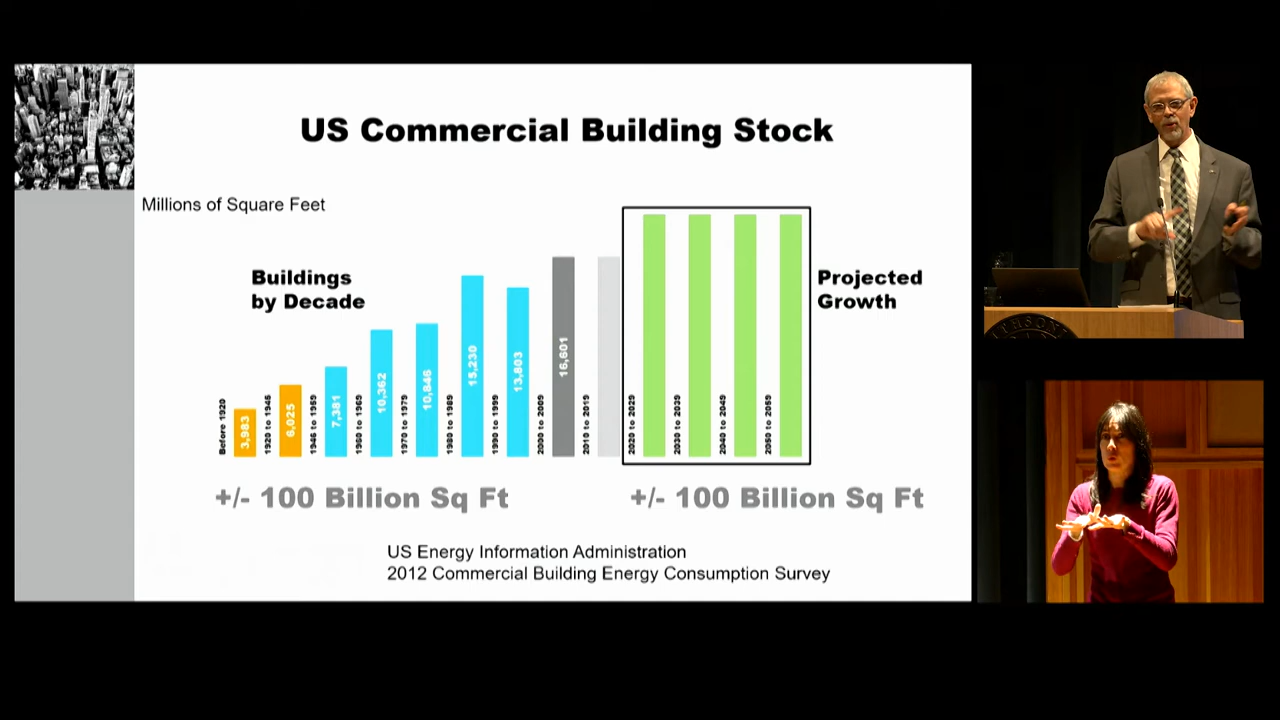 US Commercial Building Stock
Millions of Square Feet
Buildings
by Decade
Projected
Growth
Before 1920
3,983
1920 to 1945
6,025
1946 to 1959
7,381
1960 to 1969
10,362
1970 to 1979
10,846
1980 to 1989
15,230
1990 to 1999
13,803
2000 to 2009
16,601
2010 to 2019
2020 to 2029
2030 to 2039
2040 to 2049
2050 to 2059
+/- 100 Billion Sq Ft
+/- 100 Billion Sq Ft
US Energy Information Administration
2012 Commercial Building Energy Consumption Survey